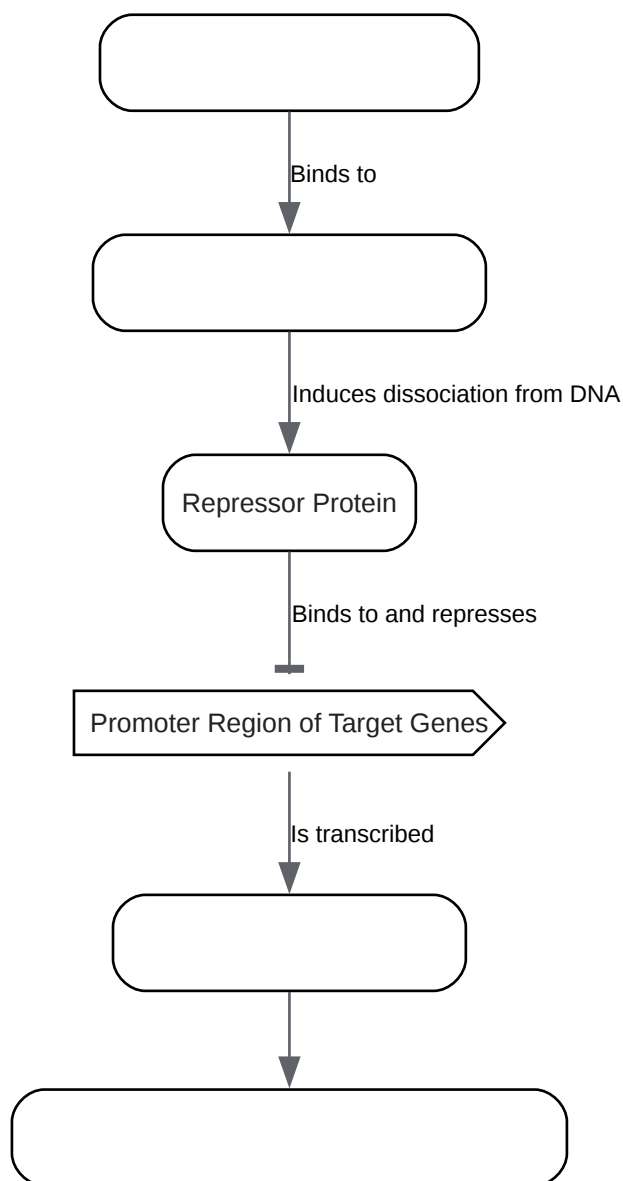 Binds to
Induces dissociation from DNA
Repressor Protein
Binds to and represses
Promoter Region of Target Genes
Is transcribed